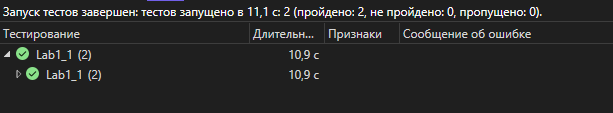 Запуск тестов завершен: тестов запущено в 11,1 с: 2 (пройдено: 2, не пройдено: 0, пропущено: 0).
Тестирование Длительн... Признаки Сообщение об ошибке
Lab1_1 (2) 10,9 с
Lab1_1 (2) 10,9 с